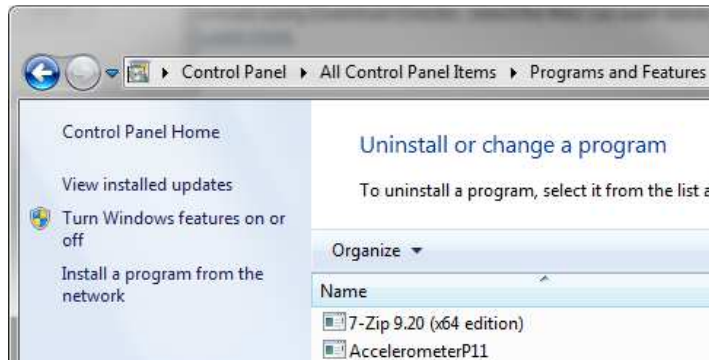 Control Panel ▸ All Control Panel Items ▸ Programs and Features
Control Panel Home
View installed updates
Turn Windows features on or
off
Install a program from the
network
Uninstall or change a program
To uninstall a program, select it from the list a
Organize
Name
7-Zip 9.20 (x64 edition)
AccelerometerP11